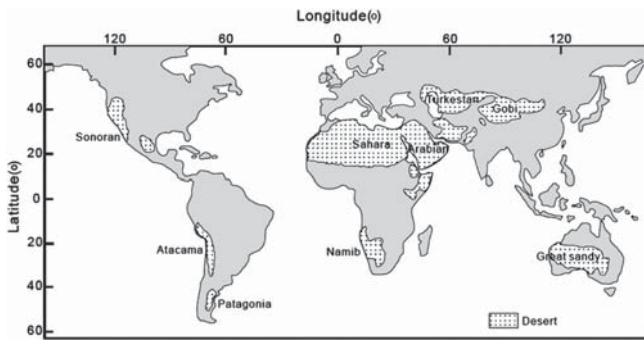 Longitude(o)
120 60 0 60 120
Latitude(o)
60
40
20
0
20
40
60
Turkestan
Gobi
Sonoran
Sahara
Arabian
Atacama
Namib
Great sandy
Patagonia
Desert